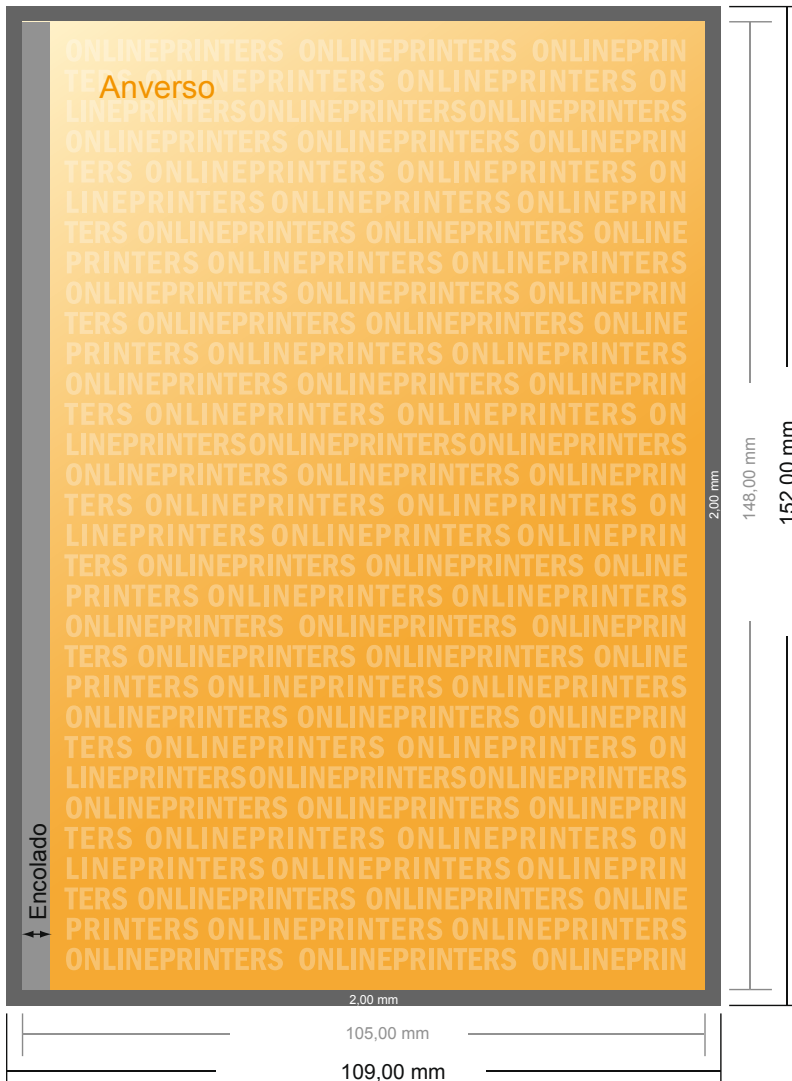 ONLINEPRINTERS ONLINEPRINTERS ONLINEPRIN
TERS ONLINEPRINTERS ONLINEPRINTERS ON
Anverso
LINEPRINTERSONLINEPRINTERSONLINEPRINTERS
ONLINEPRINTERS ONLINEPRINTERS ONLINEPRIN
TERS ONLINEPRINTERS ONLINEPRINTERS ON
LINEPRINTERS ONLINEPRINTERS ONLINEPRIN
TERS ONLINEPRINTERS ONLINEPRINTERS ONLINE
PRINTERS ONLINEPRINTERS ONLINEPRINTERS
ONLINEPRINTERS ONLINEPRINTERS ONLINEPRIN
TERS ONLINEPRINTERS ONLINEPRINTERS ONLINE
PRINTERS ONLINEPRINTERS ONLINEPRINTERS
ONLINEPRINTERS ONLINEPRINTERS ONLINEPRIN
TERS ONLINEPRINTERS ONLINEPRINTERS ON
LINEPRINTERSONLINEPRINTERSONLINEPRINTERS
ONLINEPRINTERS ONLINEPRINTERS ONLINEPRIN
TERS ONLINEPRINTERS ONLINEPRINTERS ON
LINEPRINTERS ONLINEPRINTERS ONLINEPRIN
TERS ONLINEPRINTERS ONLINEPRINTERS ONLINE
PRINTERS ONLINEPRINTERS ONLINEPRINTERS
ONLINEPRINTERS ONLINEPRINTERS ONLINEPRIN
TERS ONLINEPRINTERS ONLINEPRINTERS ONLINE
PRINTERS ONLINEPRINTERS ONLINEPRINTERS
ONLINEPRINTERS ONLINEPRINTERS ONLINEPRIN
TERS ONLINEPRINTERS ONLINEPRINTERS ON
LINEPRINTERSONLINEPRINTERSONLINEPRINTERS
ONLINEPRINTERS ONLINEPRINTERS ONLINEPRIN
TERS ONLINEPRINTERS ONLINEPRINTERS ON
LINEPRINTERS ONLINEPRINTERS ONLINEPRIN
TERS ONLINEPRINTERS ONLINEPRINTERS ONLINE
PRINTERS ONLINEPRINTERS ONLINEPRINTERS
ONLINEPRINTERS ONLINEPRINTERS ONLINEPRIN
Encolado
2,00 mm
148,00 mm
152,00 mm
2,00 mm
105,00 mm
109,00 mm